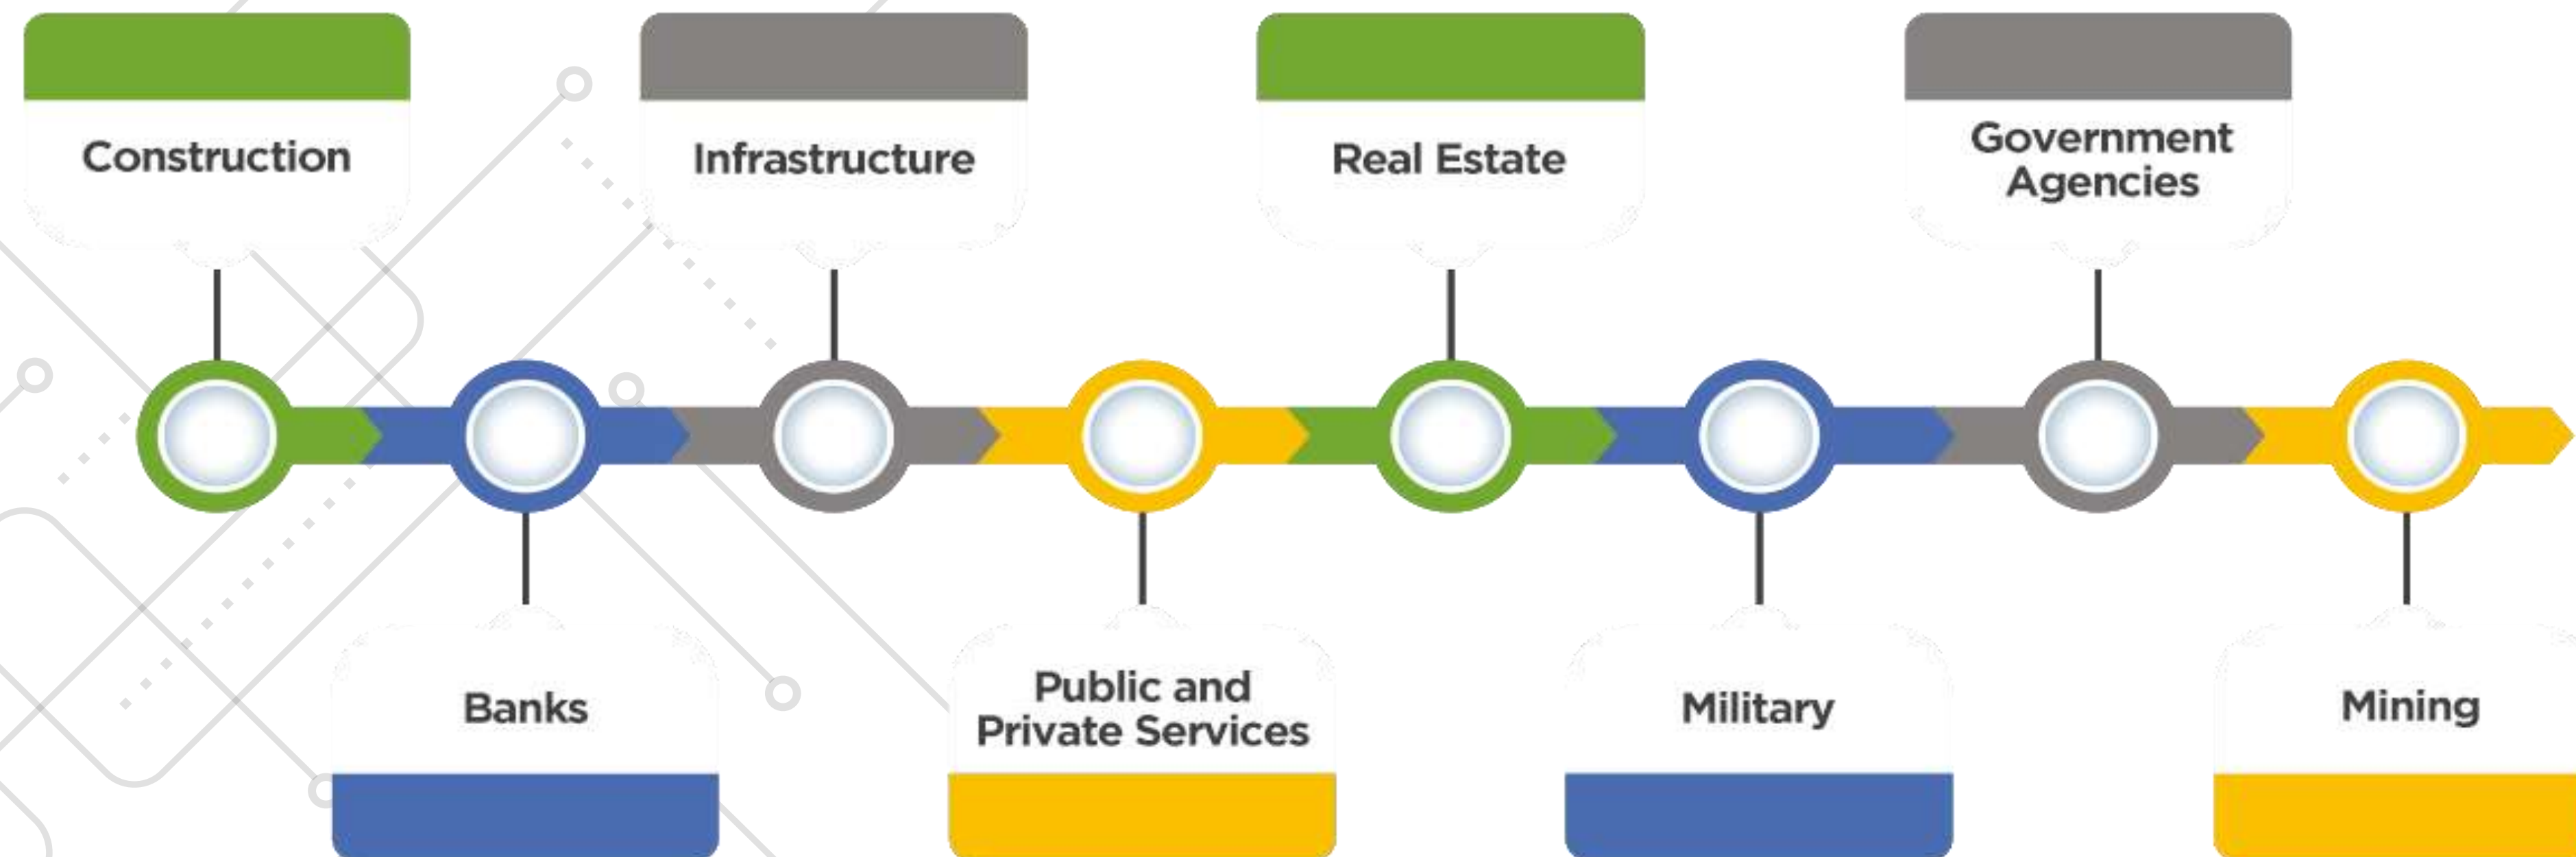 Construction
Infrastructure
Real Estate
Government
Agencies
Banks
Public and
Private Services
Military
Mining